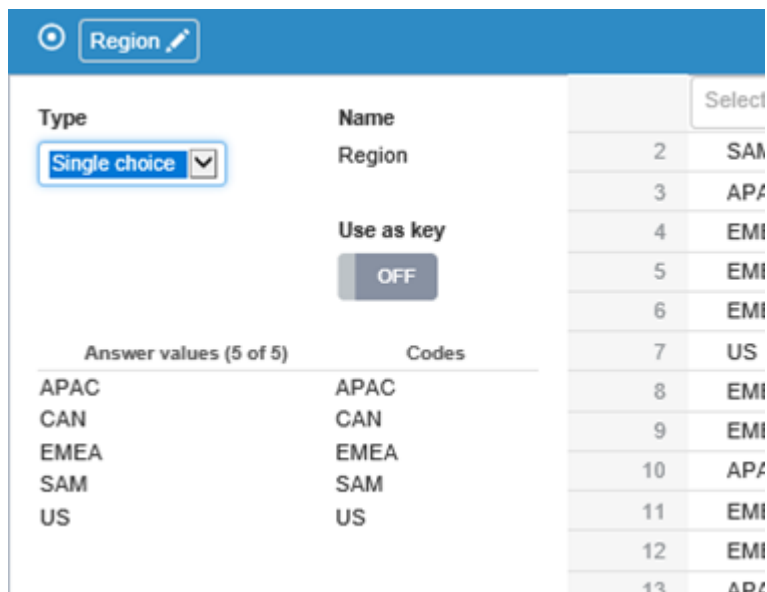 Region
Type
Name
Single choice
Region
Use as key
OFF
Answer values (5 of 5)
Codes
APAC
APAC
CAN
CAN
EMEA
EMEA
SAM
SAM
US
US
Select
2
3
4
5
6
7 US
8
9
10
11
12
13